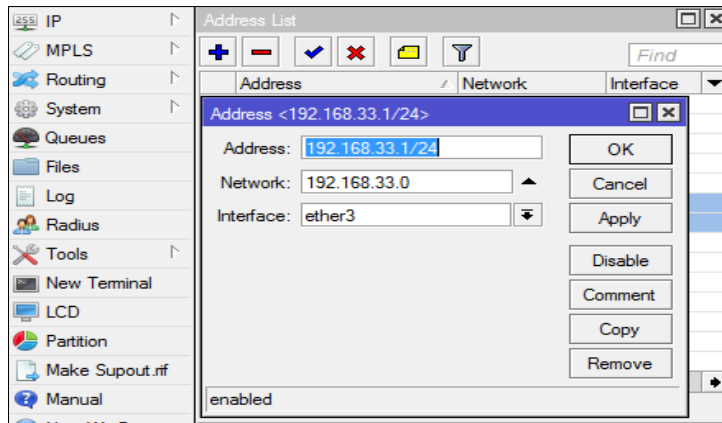 IP
MPLS
Routing
System
Queues
Files
Log
Radius
Tools
New Terminal
LCD
Partition
Make Supout.rif
Manual
Address List
Find
Address Network Interface
Address <192.168.33.1/24>
Address: 192.168.33.1/24
Network: 192.168.33.0
Interface: ether3
OK
Cancel
Apply
Disable
Comment
Copy
Remove
enabled